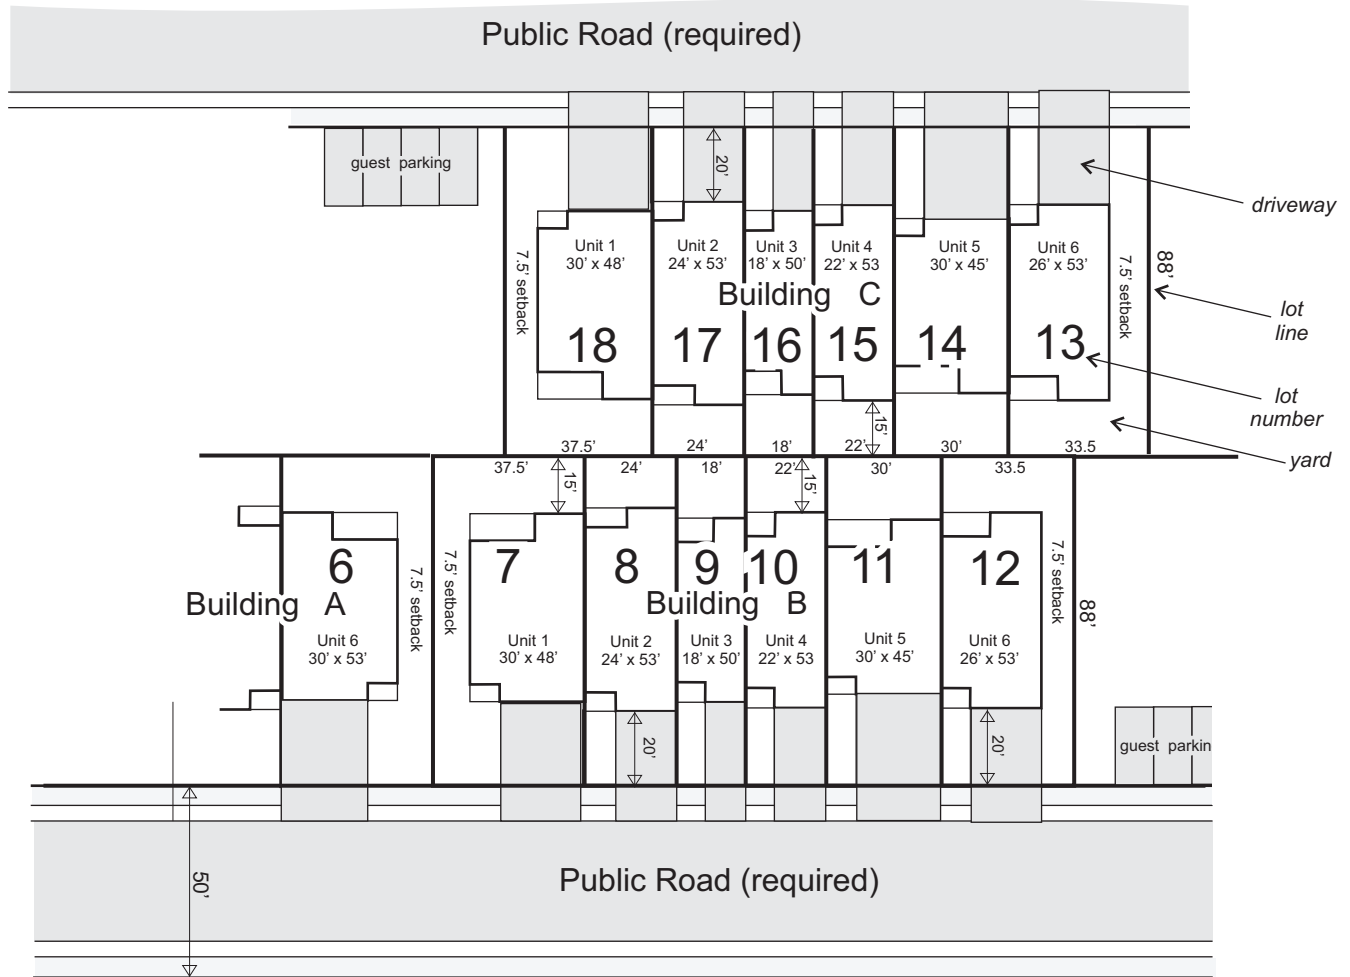 Public Road (required)
guest parking
20’
driveway
7.5’ setback
Unit 1
30’ x 48’
Unit 2
24’ x 53’
Unit 3
18’ x 50’
Unit 4
22’ x 53
Unit 5
30’ x 45’
Unit 6
26’ x 53’
7.5’ setback
88’
Building C
lot
line
18
17
16
15
14
13
lot
number
15’
37.5’
24’
18’
22’
30’
33.5
yard
37.5’
24’
18’
22’
30’
33.5
15’
15’
6
7
8
9
10
11
12
7.5’ setback
7.5’ setback
7.5’ setback
88’
Building A
Building B
Unit 6
30’ x 53’
Unit 1
30’ x 48’
Unit 2
24’ x 53’
Unit 3
18’ x 50’
Unit 4
22’ x 53
Unit 5
30’ x 45’
Unit 6
26’ x 53’
20’
20’
guest parkin
50’
Public Road (required)